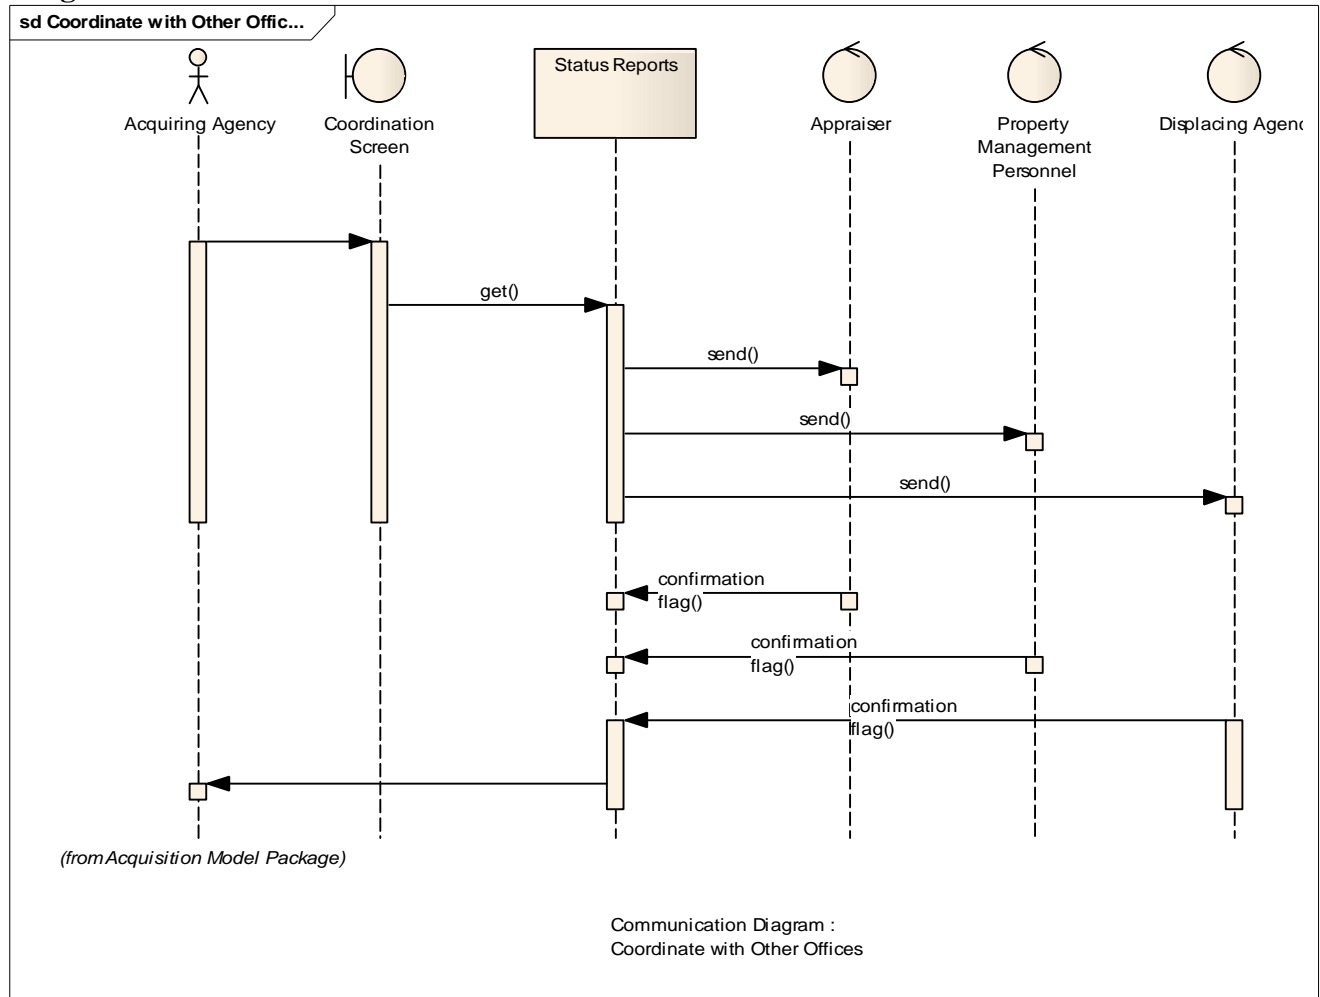 sd Coordinate with Other Offic...
Status Reports
Acquiring Agency
Coordination
Screen
Appraiser
Property
Management
Personnel
Displacing Agenc
get()
send()
send()
send()
confirmation
flag()
confirmation
flag()
confirmation
flag()
(from Acquisition Model Package)
Communication Diagram :
Coordinate with Other Offices